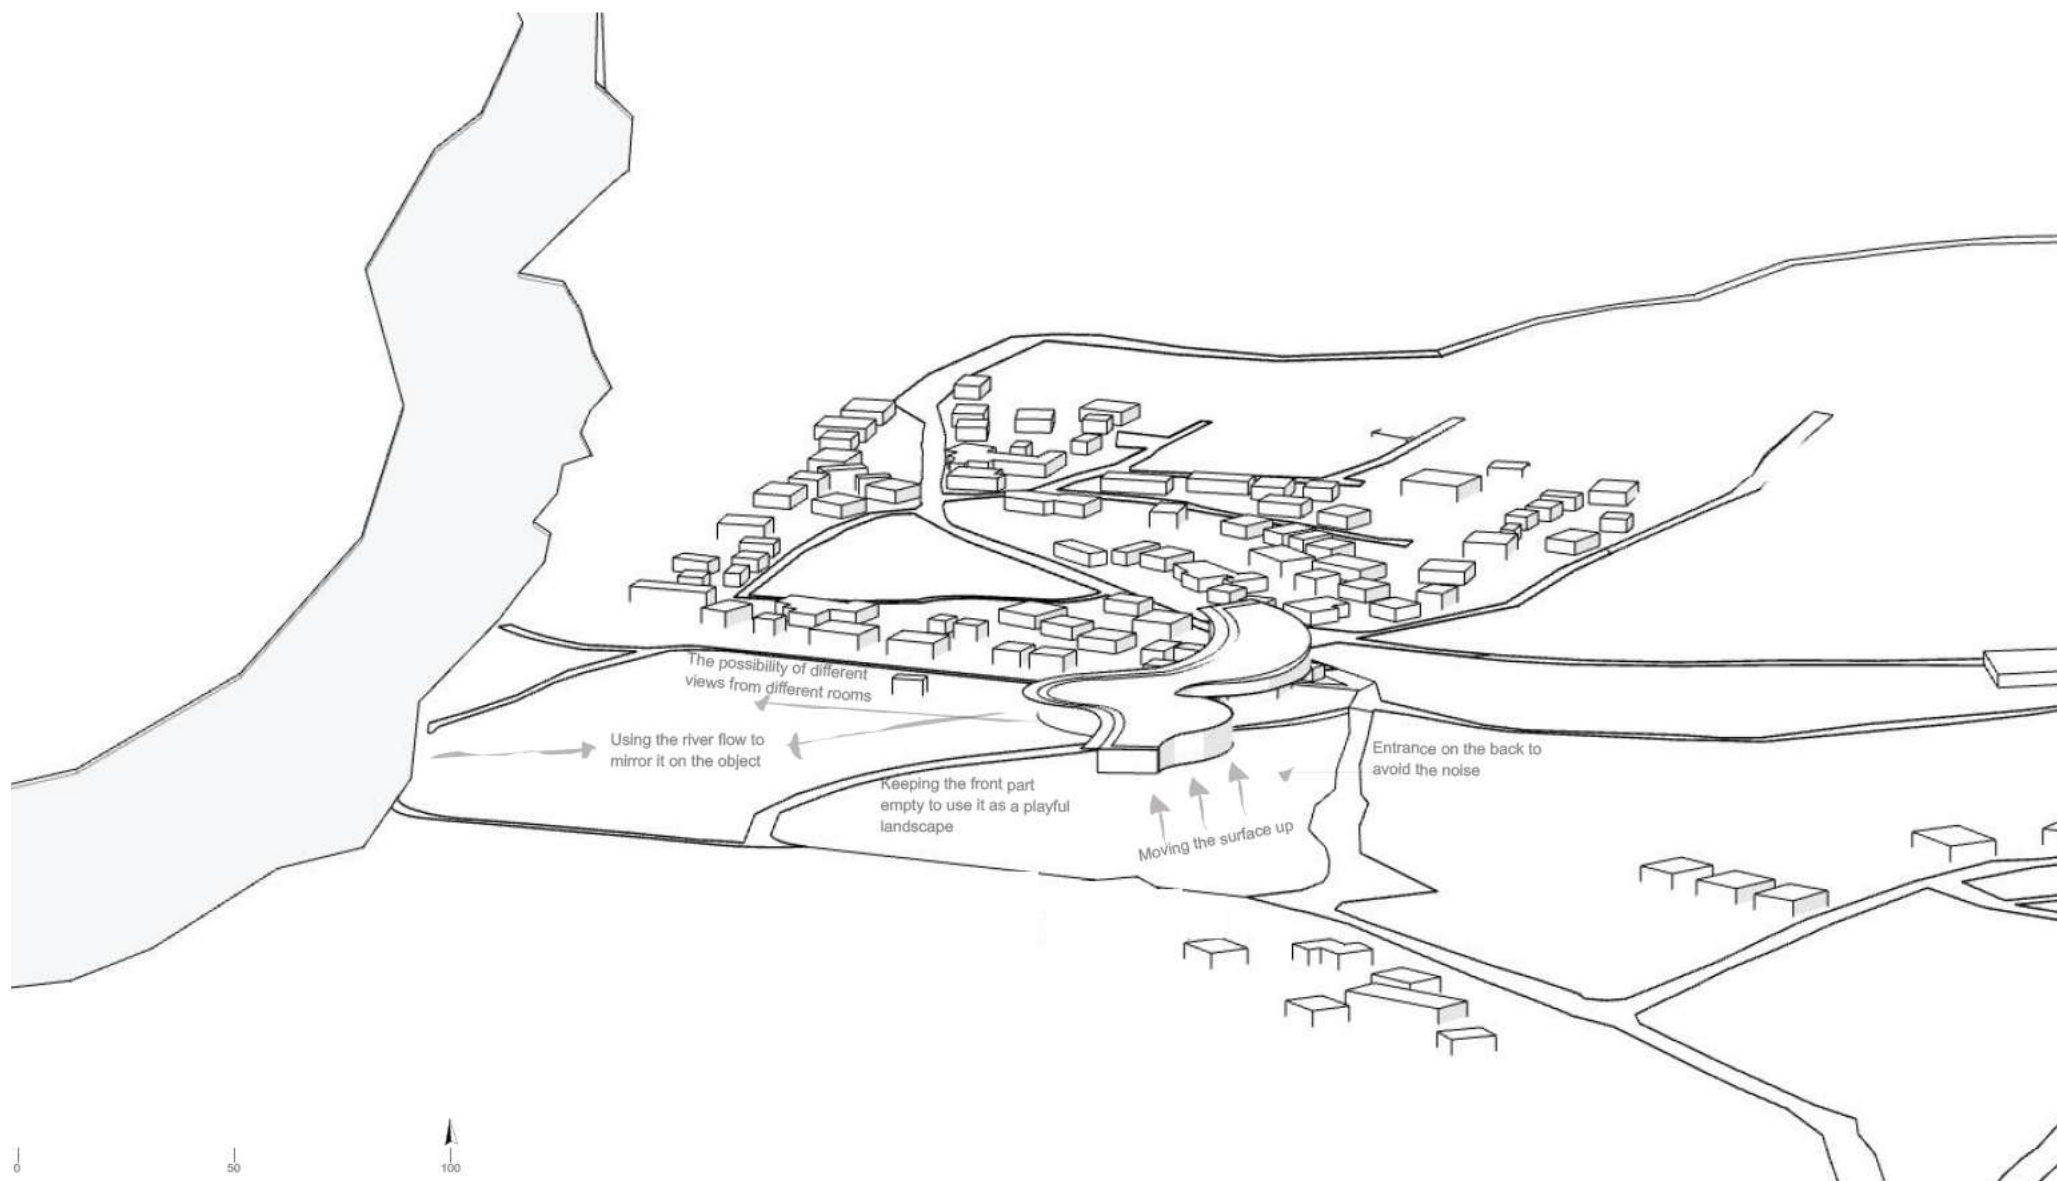 The possibility of different
views from different rooms
Using the river flow to
mirror it on the object
Entrance on the back to
avoid the noise
Keeping the front part
empty to use it as a playful
landscape
Moving the surface up
0
50
100